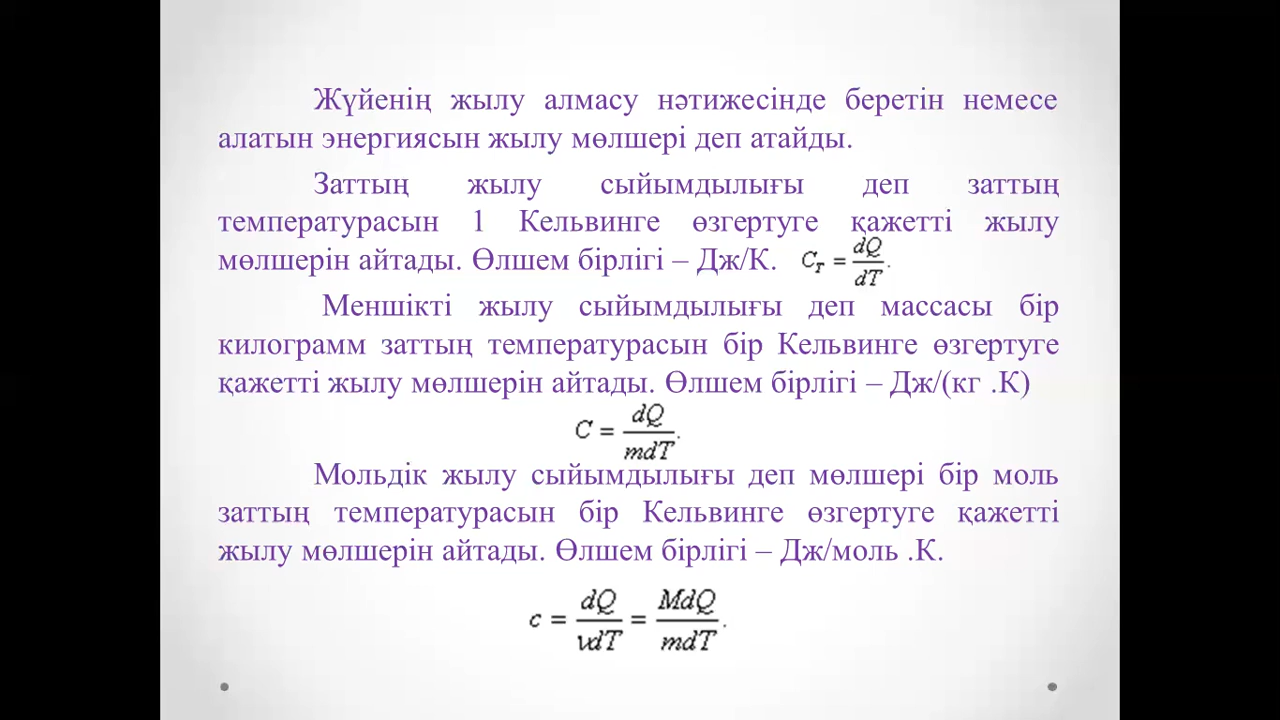 Жүйенің жылу алмасу нәтижесінде беретін немесе
алатын энергиясын жылу мөлшері деп атайды.
Заттың жылу сыйымдылығы деп заттың
температурасын 1 Кельвинге өзгертуге қажетті жылу
мөлшерін айтады. Өлшем бірлігі – Дж/К. C_T = dQ/dT.
Меншікті жылу сыйымдылығы деп массасы бір
килограмм заттың температурасын бір Кельвинге өзгертуге
қажетті жылу мөлшерін айтады. Өлшем бірлігі – Дж/(кг .К)
C = dQ/mdT.
Мольдік жылу сыйымдылығы деп мөлшері бір моль
заттың температурасын бір Кельвинге өзгертуге қажетті
жылу мөлшерін айтады. Өлшем бірлігі – Дж/моль .К.
c = dQ/νdT = MdQ/mdT.